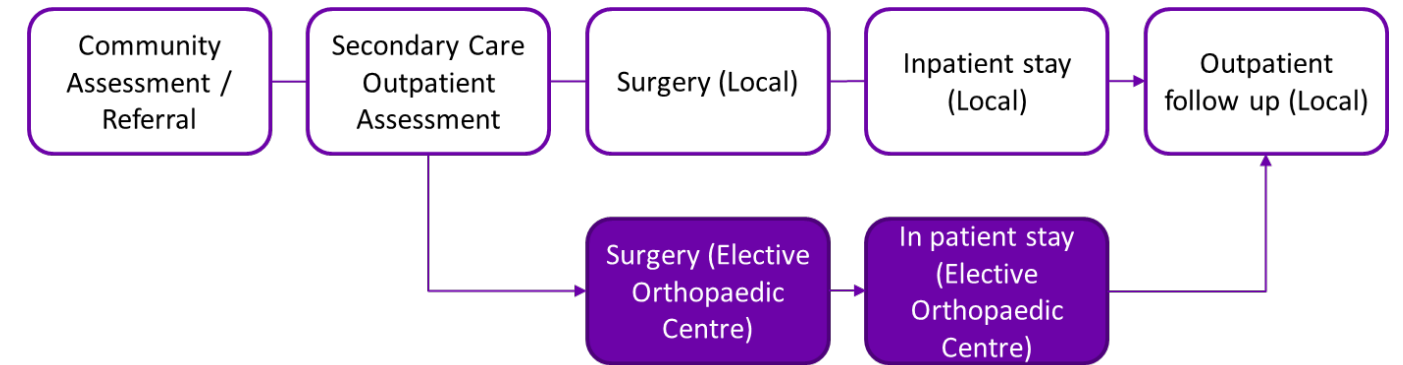 Community
Assessment /
Referral
Secondary Care
Outpatient
Assessment
Surgery (Local)
Inpatient stay
(Local)
Outpatient
follow up (Local)
Surgery (Elective
Orthopaedic
Centre)
In patient stay
(Elective
Orthopaedic
Centre)